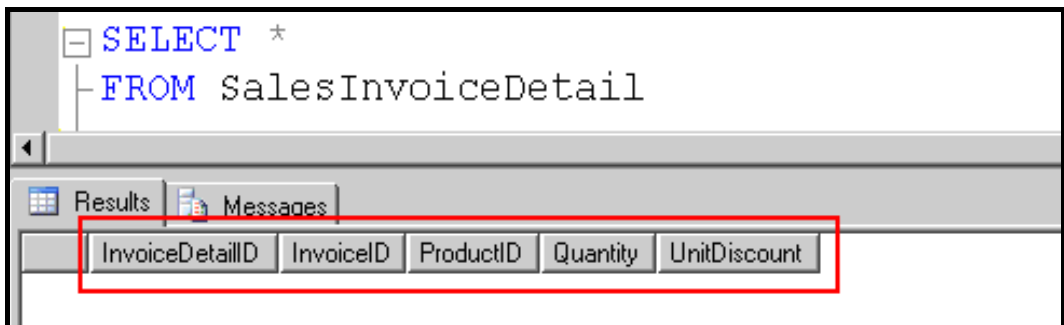 SELECT *
FROM SalesInvoiceDetail
Results Messages
InvoiceDetailID InvoiceID ProductID Quantity UnitDiscount